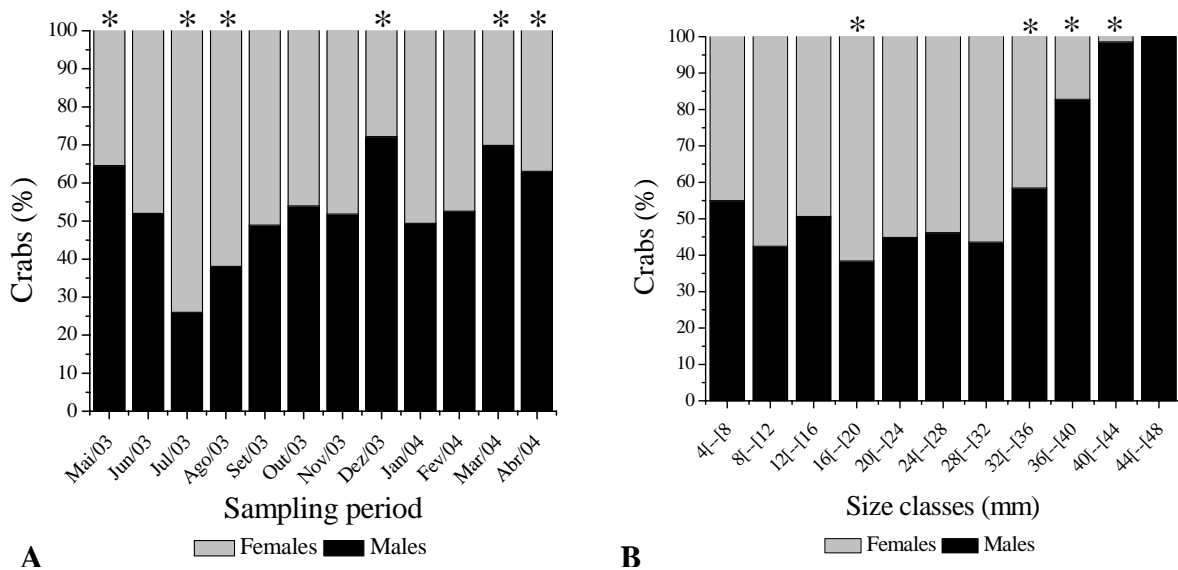 * * * * * *
100
90
80
70
60
50
40
30
20
10
0
Crabs (%)
Mai/03 Jun/03 Jul/03 Ago/03 Set/03 Out/03 Nov/03 Dez/03 Jan/04 Fev/04 Mar/04 Abr/04
Sampling period
Females Males
A
* * * *
100
90
80
70
60
50
40
30
20
10
0
Crabs (%)
4[--[8 8[--[12 12[--[16 16[--[20 20[--[24 24[--[28 28[--[32 32[--[36 36[--[40 40[--[44 44[--[48
Size classes (mm)
Females Males
B